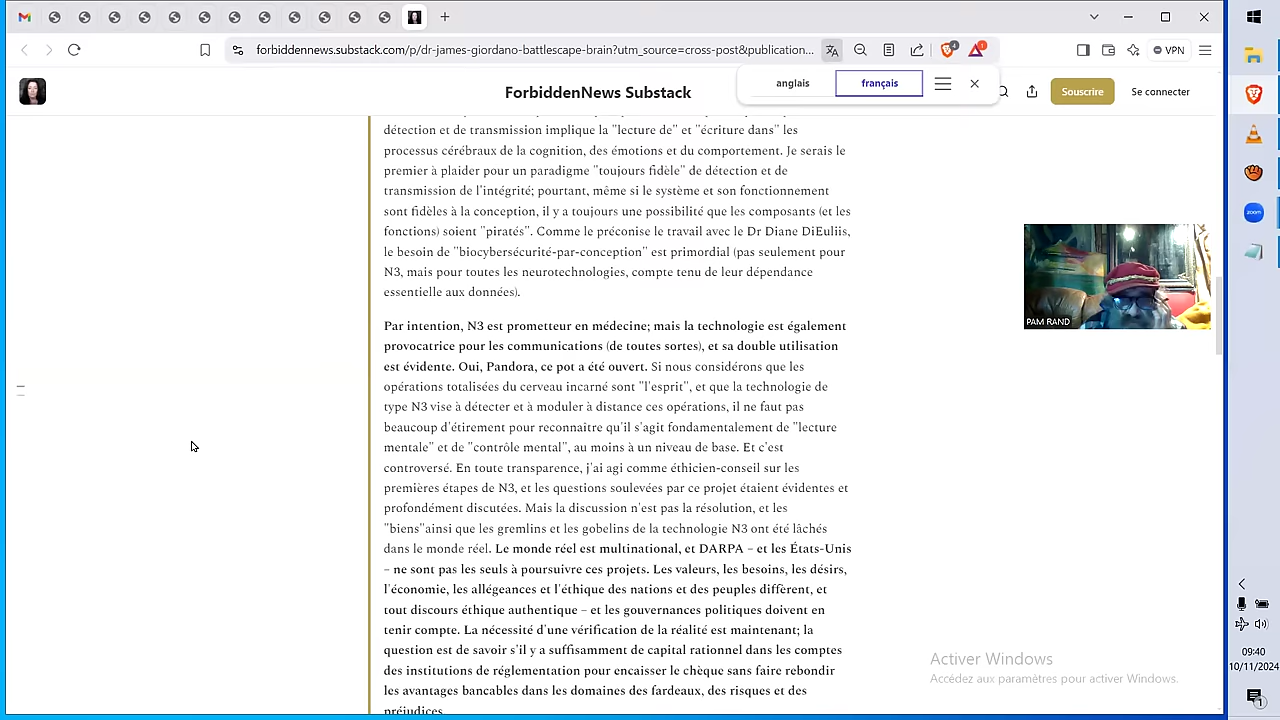 forbiddennews.substack.com/p/dr-james-giordano-battlescape-brain?utm_source=cross-post&publication...
VPN
anglais
français
ForbiddenNews Substack
Souscrire
Se connecter
détection et de transmission implique la "lecture de" et "écriture dans" les
processus cérébraux de la cognition, des émotions et du comportement. Je serais le
premier à plaider pour un paradigme "toujours fidèle" de détection et de
transmission de l'intégrité; pourtant, même si le système et son fonctionnement
sont fidèles à la conception, il y a toujours une possibilité que les composants (et les
fonctions) soient "piratés". Comme le préconise le travail avec le Dr Diane DiEuliis,
le besoin de "biocybersécurité-par-conception" est primordial (pas seulement pour
N3, mais pour toutes les neurotechnologies, compte tenu de leur dépendance
essentielle aux données).
Par intention, N3 est prometteur en médecine; mais la technologie est également
provocatrice pour les communications (de toutes sortes), et sa double utilisation
est évidente. Oui, Pandora, ce pot a été ouvert. Si nous considérons que les
opérations totalisées du cerveau incarné sont "l'esprit", et que la technologie de
type N3 vise à détecter et à moduler à distance ces opérations, il ne faut pas
beaucoup d'étirement pour reconnaître qu'il s'agit fondamentalement de "lecture
mentale" et de "contrôle mental", au moins à un niveau de base. Et c'est
controversé. En toute transparence, j'ai agi comme éthicien-conseil sur les
premières étapes de N3, et les questions soulevées par ce projet étaient évidentes et
profondément discutées. Mais la discussion n'est pas la résolution, et les
"biens"ainsi que les gremlins et les gobelins de la technologie N3 ont été lâchés
dans le monde réel. Le monde réel est multinational, et DARPA – et les États-Unis
– ne sont pas les seuls à poursuivre ces projets. Les valeurs, les besoins, les désirs,
l'économie, les allégeances et l'éthique des nations et des peuples diffèrent, et
tout discours éthique authentique – et les gouvernances politiques doivent en
tenir compte. La nécessité d'une vérification de la réalité est maintenant; la
question est de savoir s'il y a suffisamment de capital rationnel dans les comptes
des institutions de réglementation pour encaisser le chèque sans faire rebondir
les avantages bancables dans les domaines des fardeaux, des risques et des
préjudices.
PAM RAND
zoom
Activer Windows
Accédez aux paramètres pour activer Windows.
09:40
10/11/2024